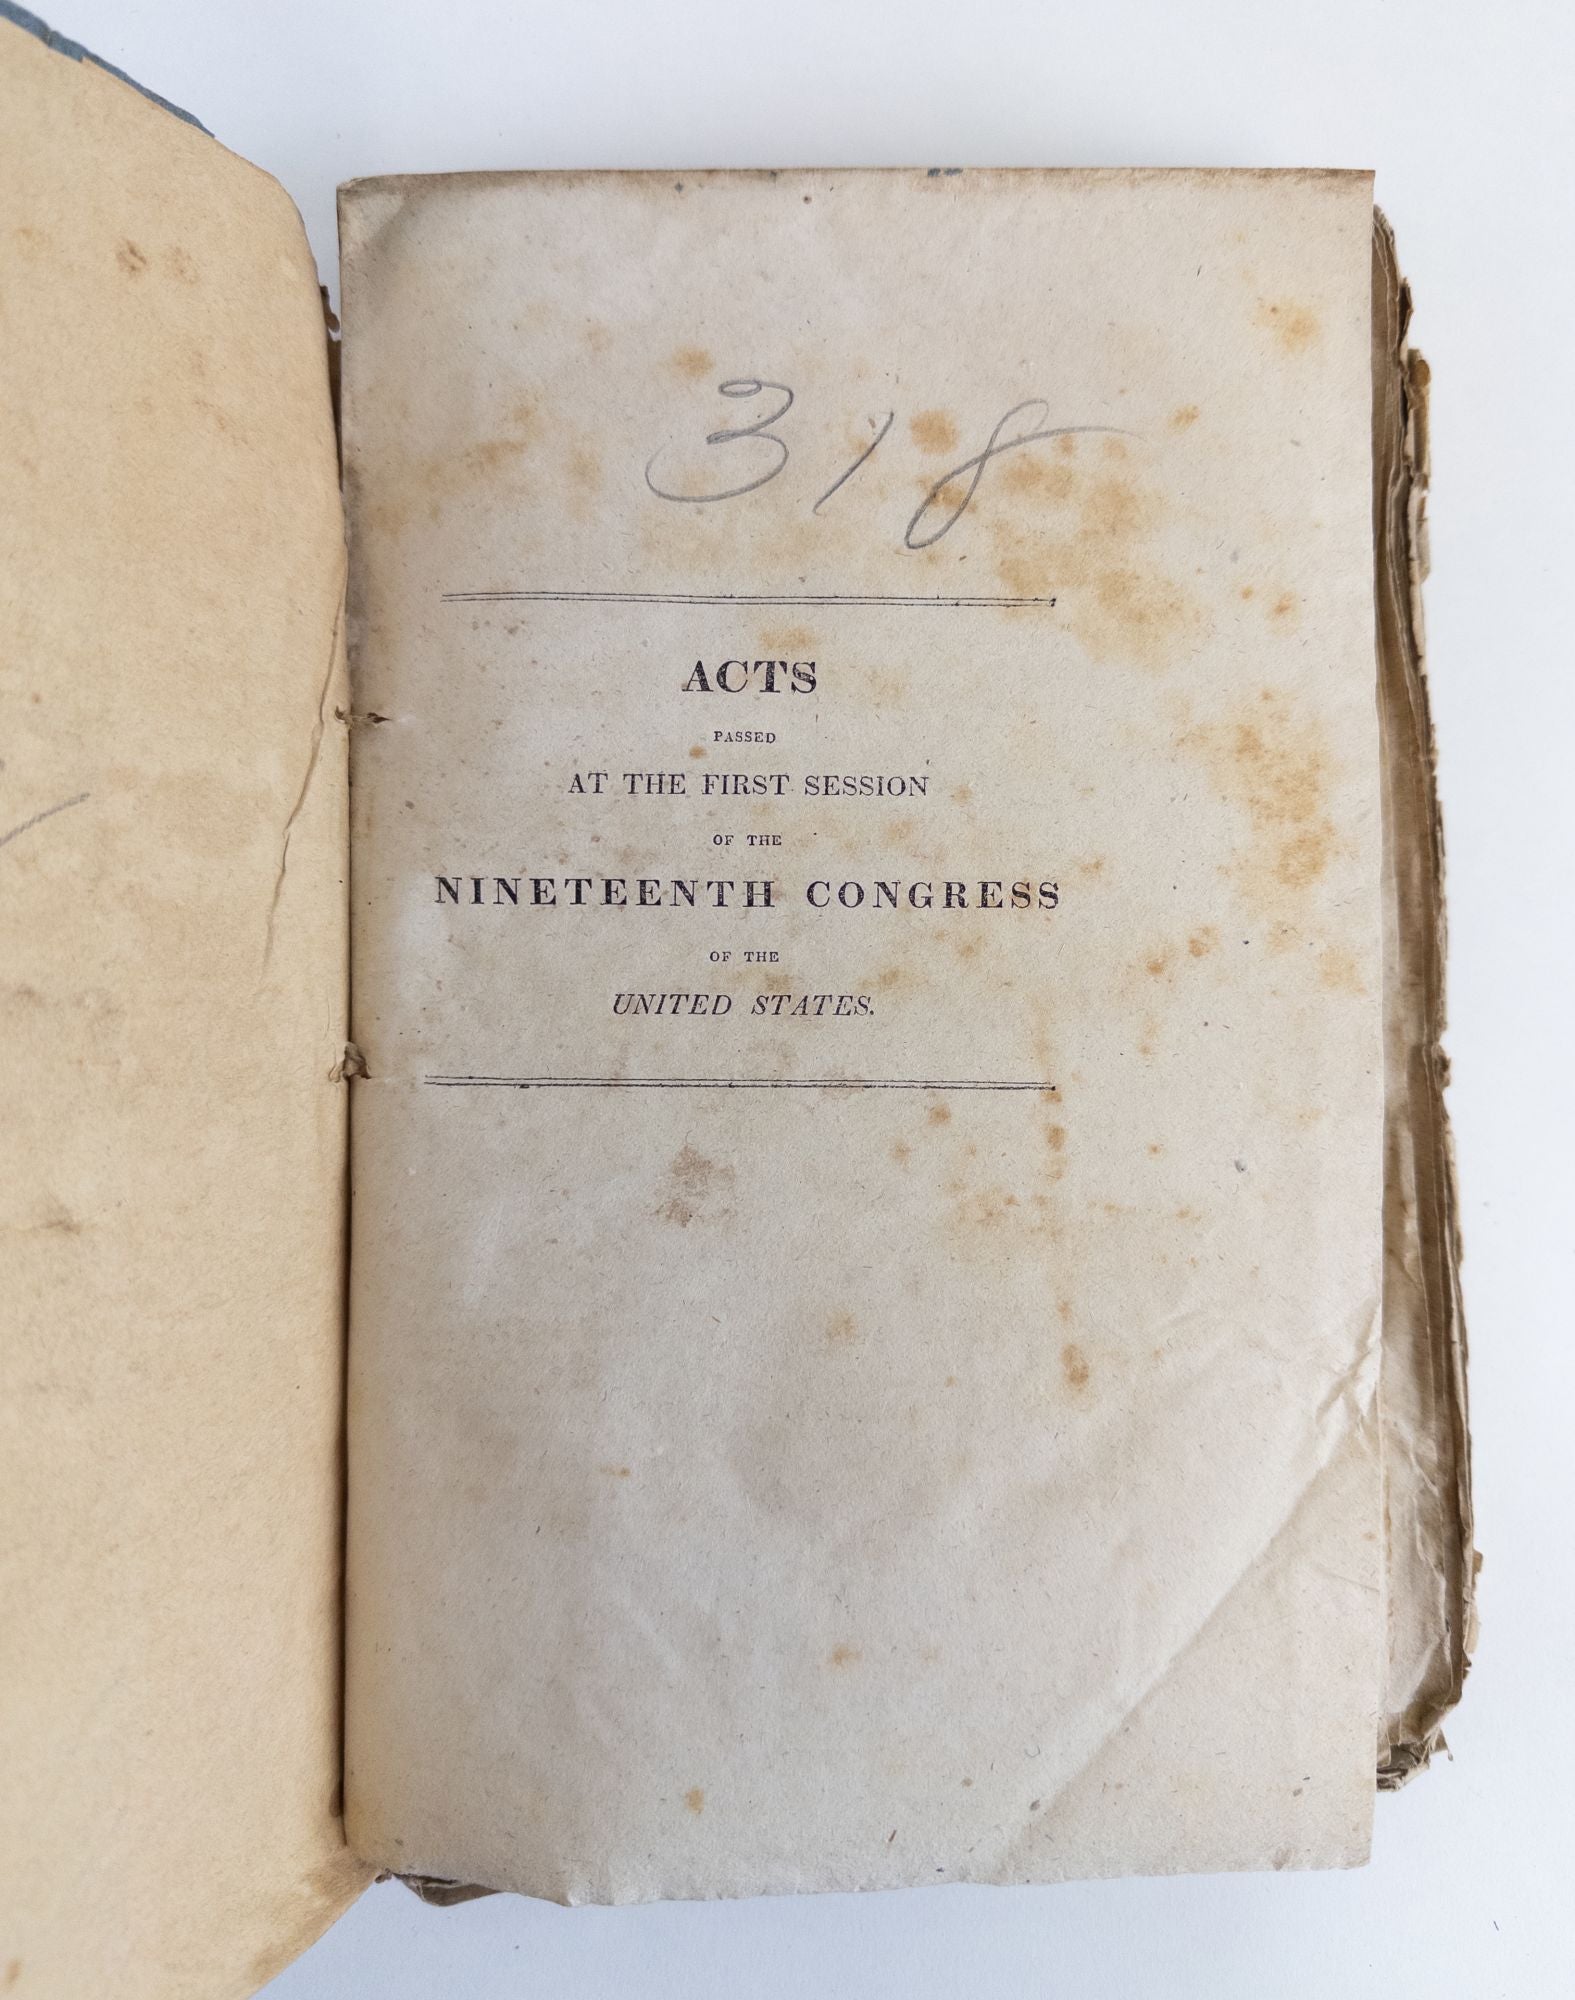 318
ACTS
PASSED
AT THE FIRST SESSION
OF THE
NINETEENTH CONGRESS
OF THE
UNITED STATES.